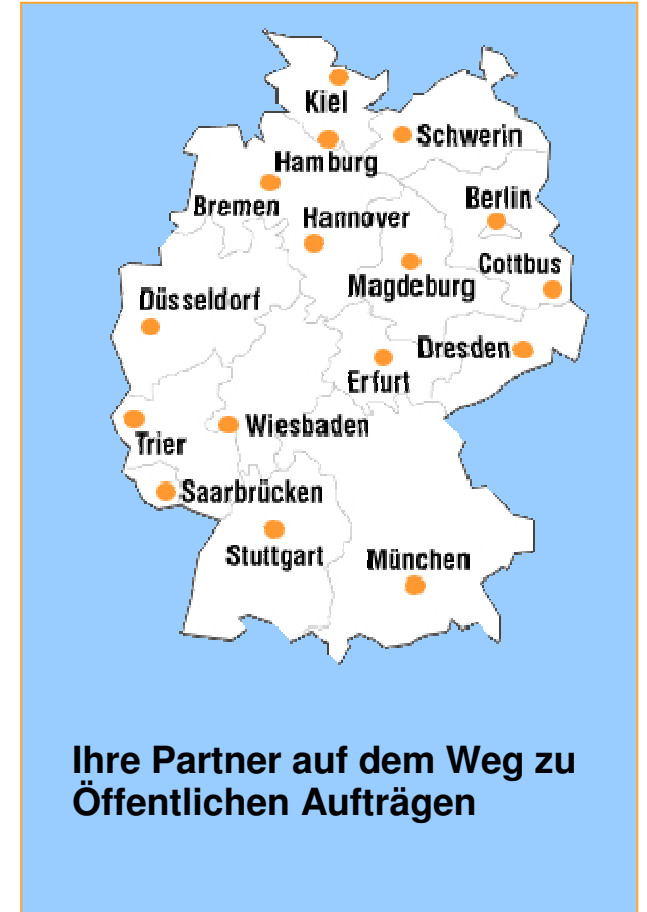 Kiel
Schwerin
Hamburg
Bremen
Berlin
Hannover
Cottbus
Magdeburg
Düsseldorf
Dresden
Erfurt
Trier
Wiesbaden
Saarbrücken
Stuttgart
München
Ihre Partner auf dem Weg zu
Öffentlichen Aufträgen